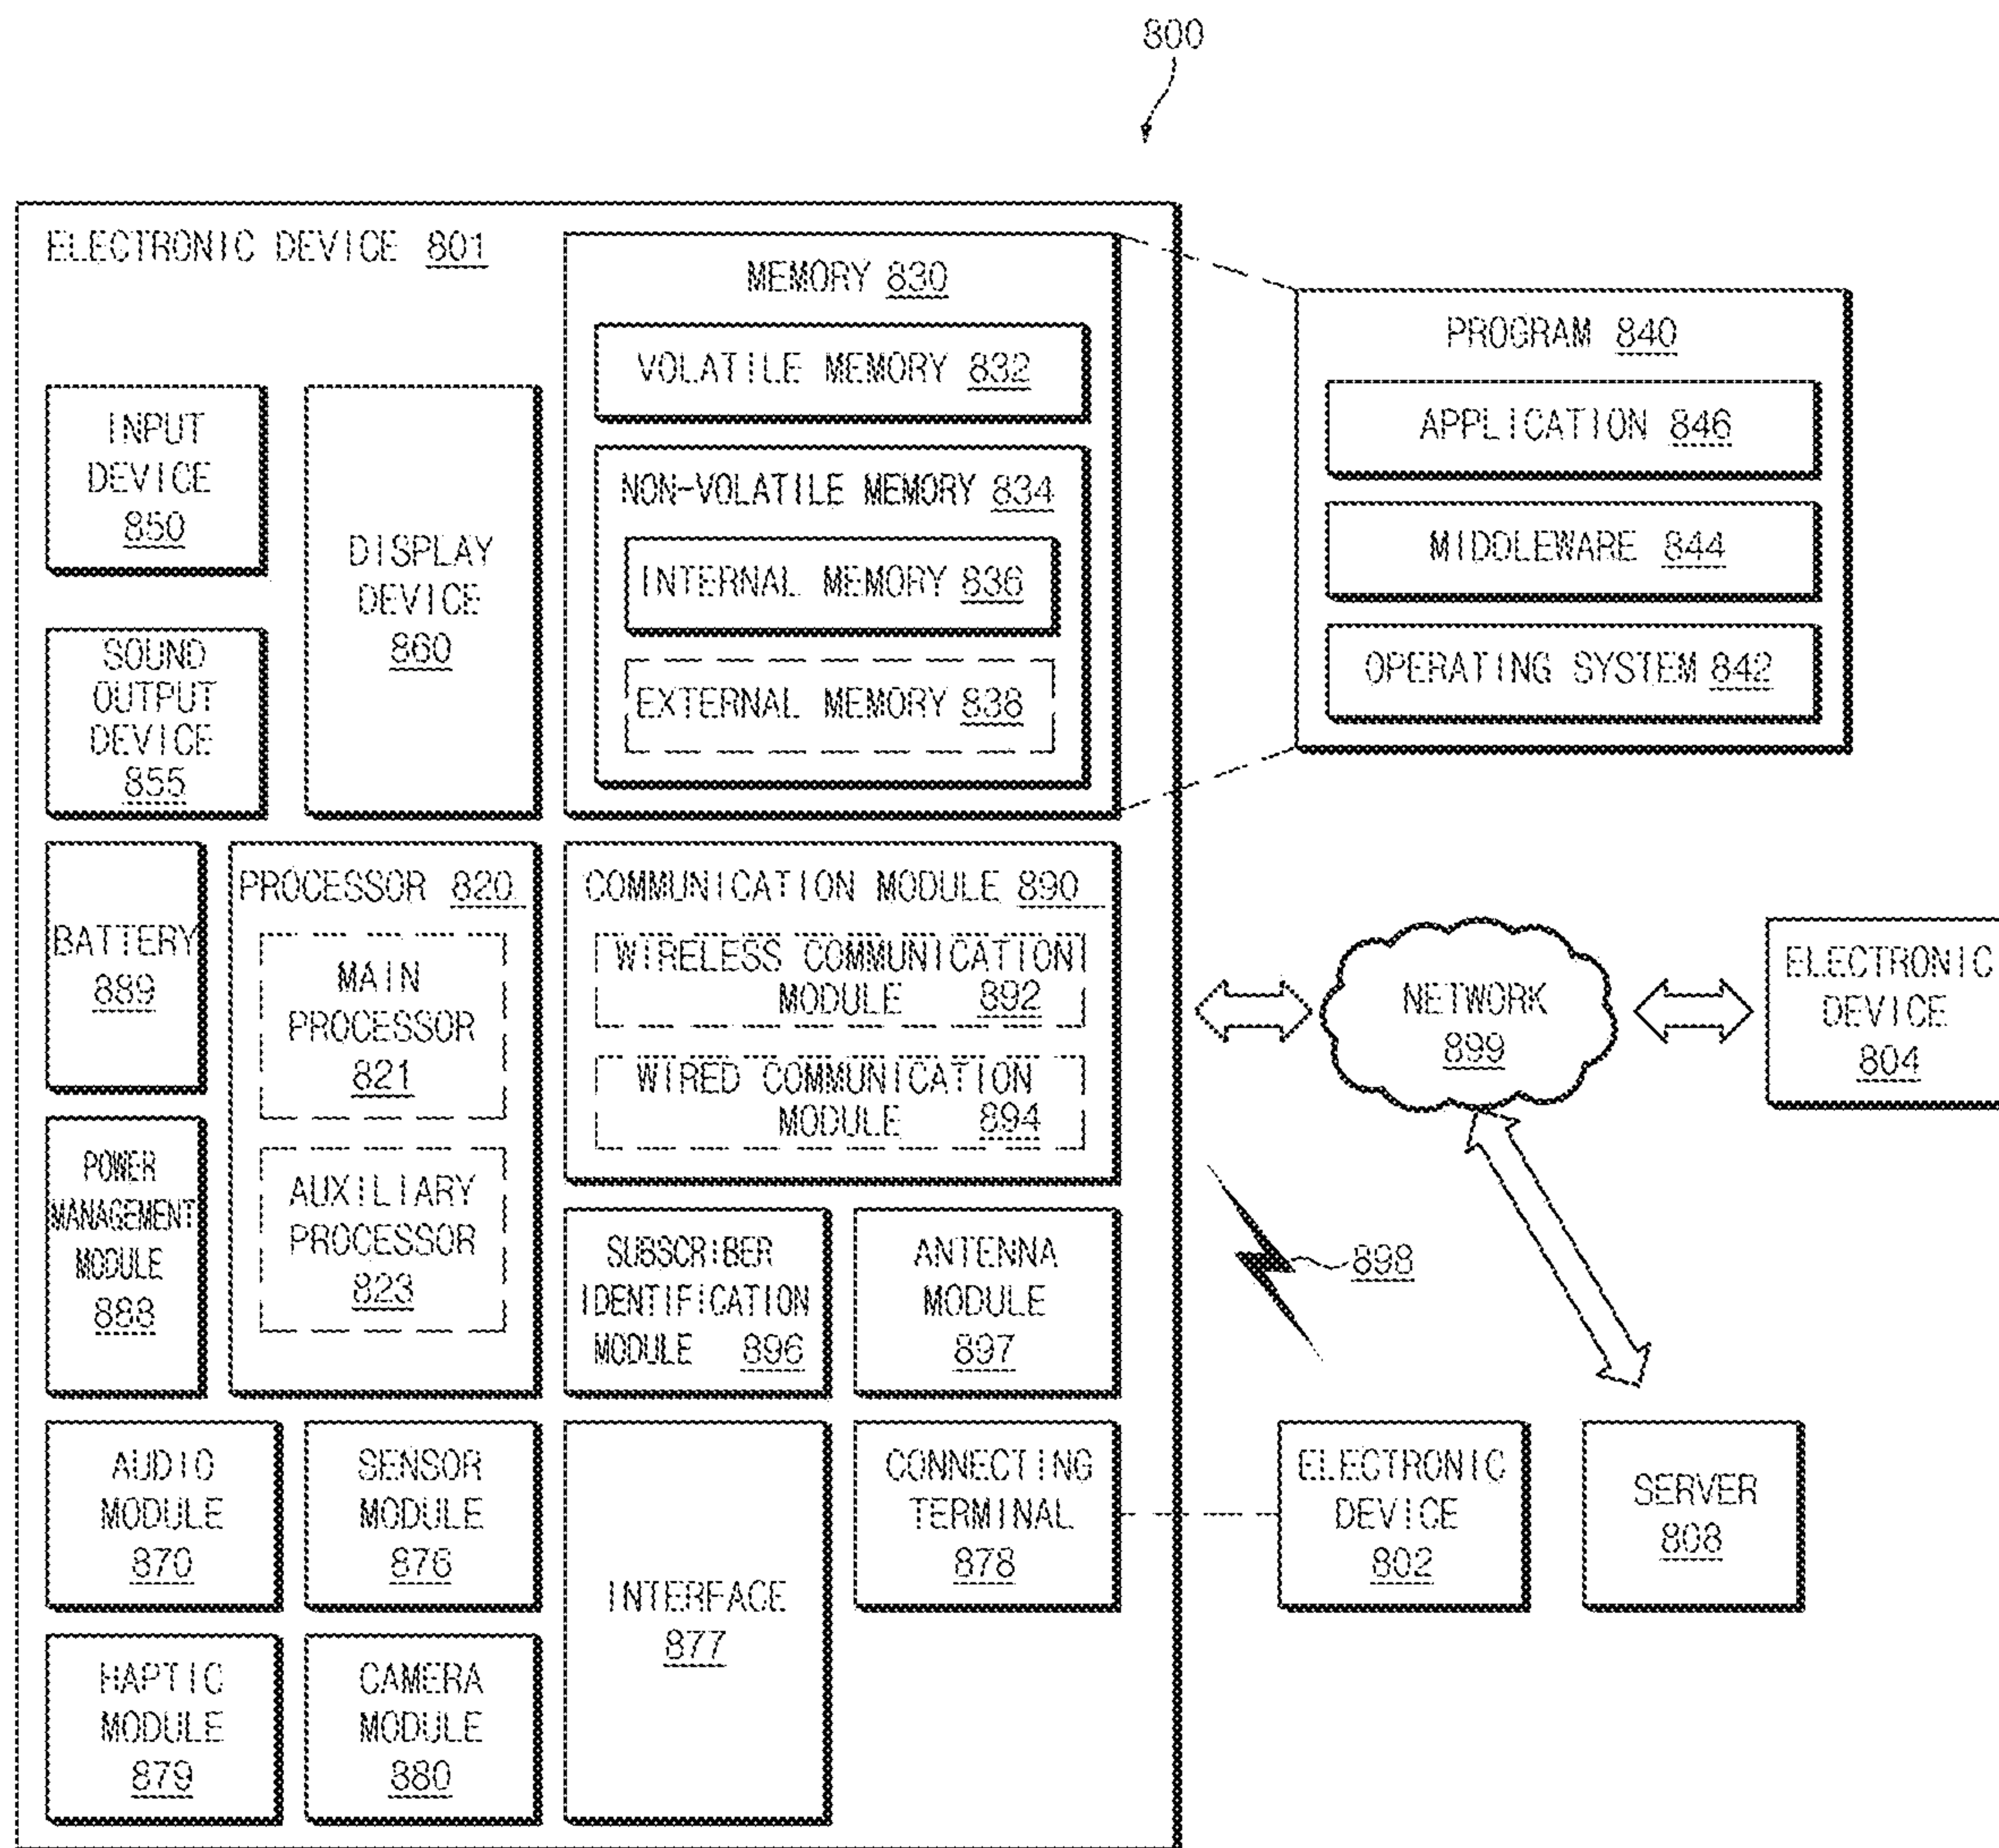 800
ELECTRONIC DEVICE 801
MEMORY 830
VOLATILE MEMORY 832
NON-VOLATILE MEMORY 834
INTERNAL MEMORY 836
EXTERNAL MEMORY 838
PROGRAM 840
APPLICATION 846
MIDDLEWARE 844
OPERATING SYSTEM 842
INPUT
DEVICE
850
DISPLAY
DEVICE
860
SOUND
OUTPUT
DEVICE
855
BATTERY
889
PROCESSOR 820
MAIN
PROCESSOR
821
AUXILIARY
PROCESSOR
823
COMMUNICATION MODULE 890
WIRELESS COMMUNICATION
MODULE 892
WIRED COMMUNICATION
MODULE 894
NETWORK
899
ELECTRONIC
DEVICE
804
POWER
MANAGEMENT
MODULE
888
SUBSCRIBER
IDENTIFICATION
MODULE 896
ANTENNA
MODULE
897
898
AUDIO
MODULE
870
SENSOR
MODULE
876
INTERFACE
877
CONNECTING
TERMINAL
878
ELECTRONIC
DEVICE
802
SERVER
808
HAPTIC
MODULE
879
CAMERA
MODULE
880